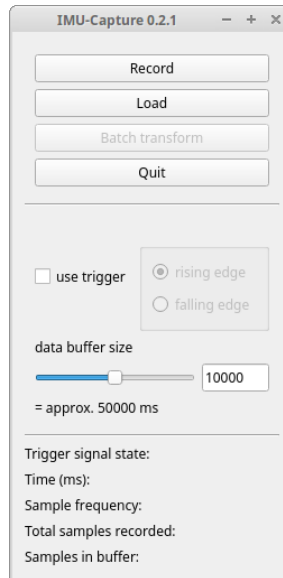 IMU-Capture 0.2.1
Record
Load
Batch transform
Quit
use trigger
rising edge
falling edge
data buffer size
10000
= approx. 50000 ms
Trigger signal state:
Time (ms):
Sample frequency:
Total samples recorded:
Samples in buffer: